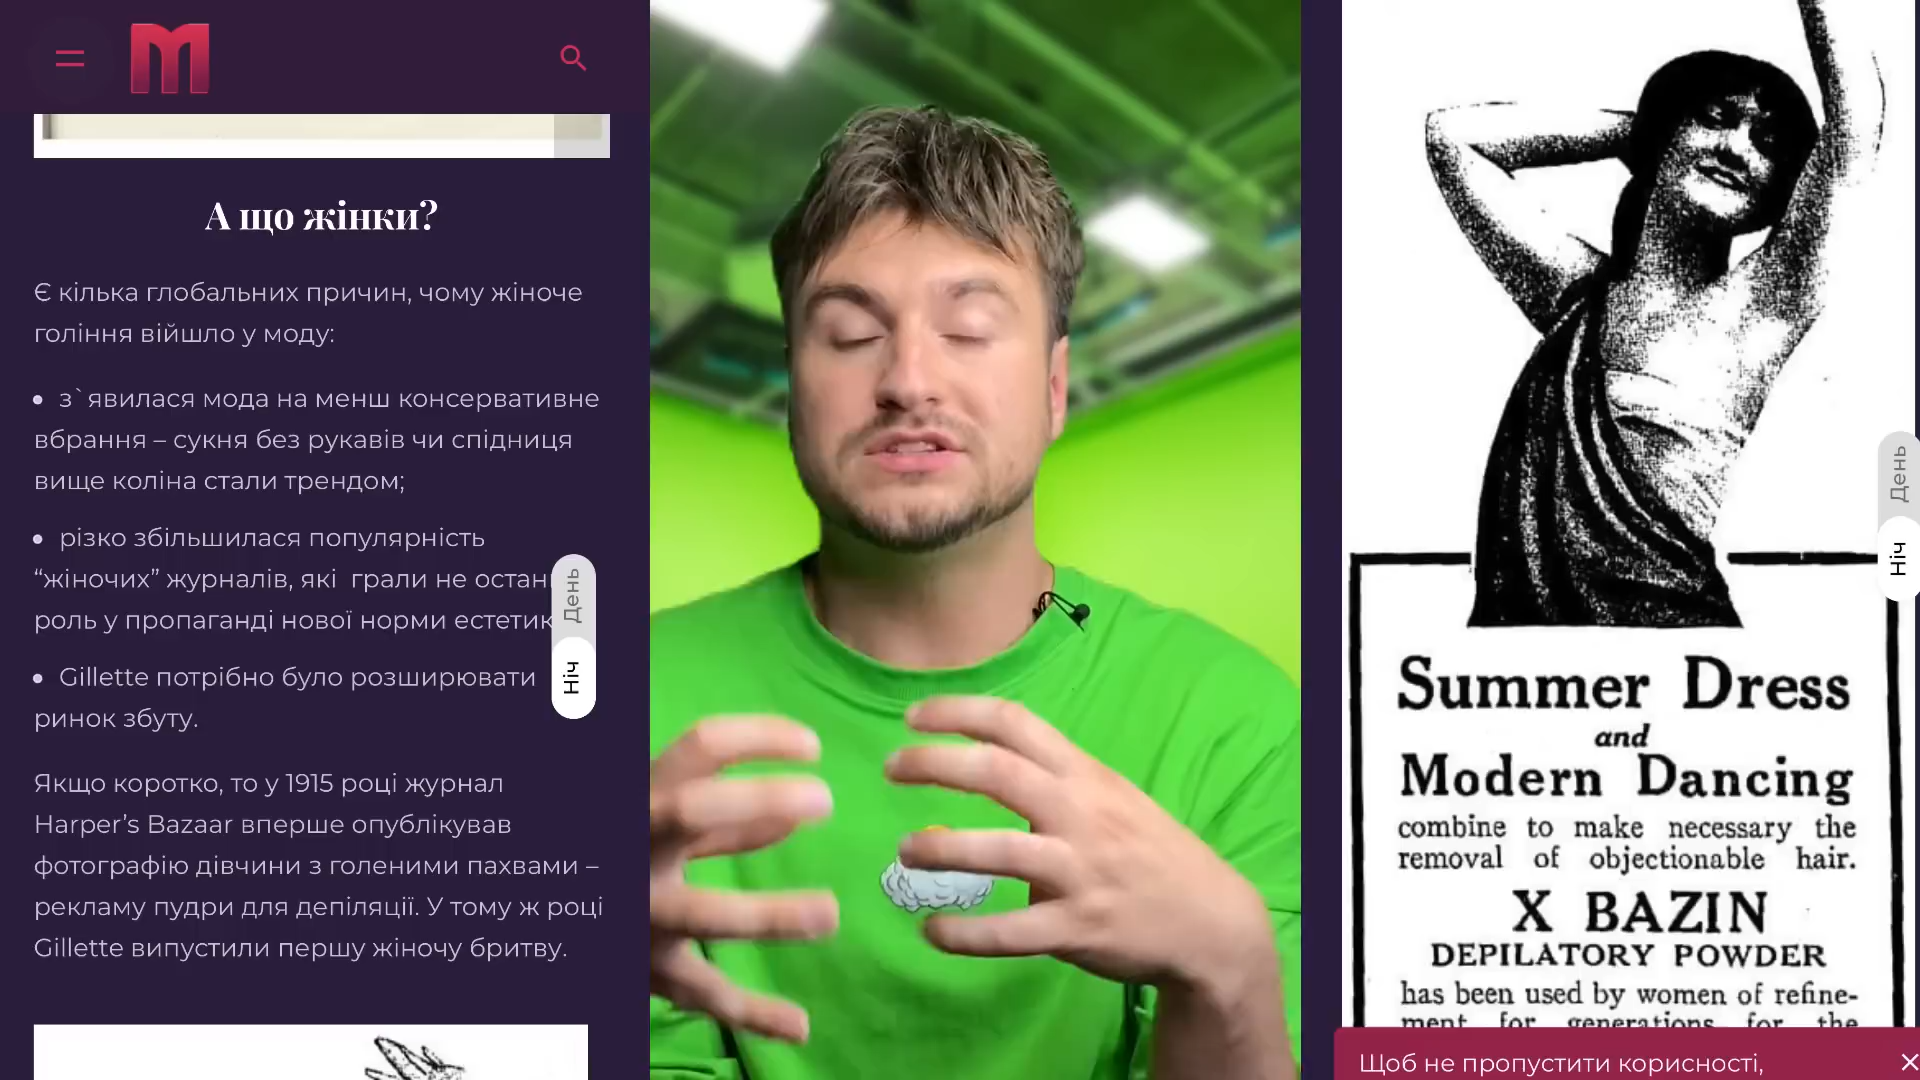 M
А що жінки?
Є кілька глобальних причин, чому жіноче
гоління війшло у моду:
• з`явилася мода на менш консервативне
вбрання – сукня без рукавів чи спідниця
вище коліна стали трендом;
• різко збільшилася популярність
“жіночих” журналів, які грали не остан
роль у пропаганді нової норми естетик
• Gillette потрібно було розширювати
ринок збуту.
Якщо коротко, то у 1915 році журнал
Harper’s Bazaar вперше опублікував
фотографію дівчини з голеними пахвами –
рекламу пудри для депіляції. У тому ж році
Gillette випустили першу жіночу бритву.
День
Ніч
Summer Dress
and
Modern Dancing
combine to make necessary the
removal of objectionable hair.
X BAZIN
DEPILATORY POWDER
has been used by women of refine-
ment for generations for the
День
Ніч
Щоб не пропустити корисності,